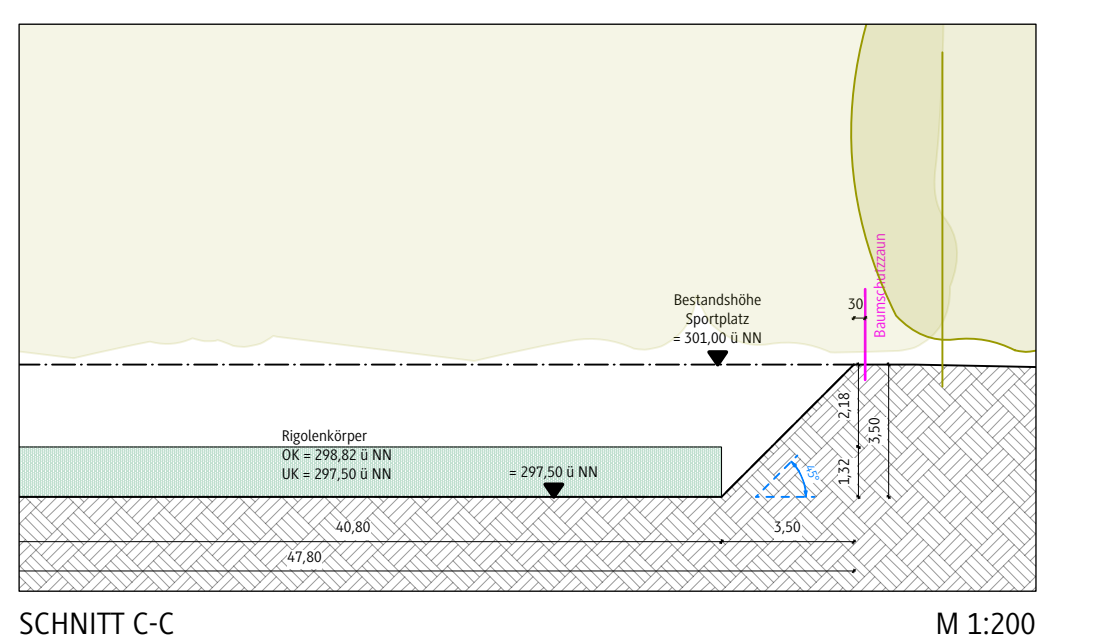 30
Baumschutzzaun
Bestandshöhe
Sportplatz
= 301,00 ü NN
2,18
3,50
1,32
Rigolenkörper
OK = 298,82 ü NN
UK = 297,50 ü NN
= 297,50 ü NN
45°
40,80
3,50
47,80
SCHNITT C-C
M 1:200